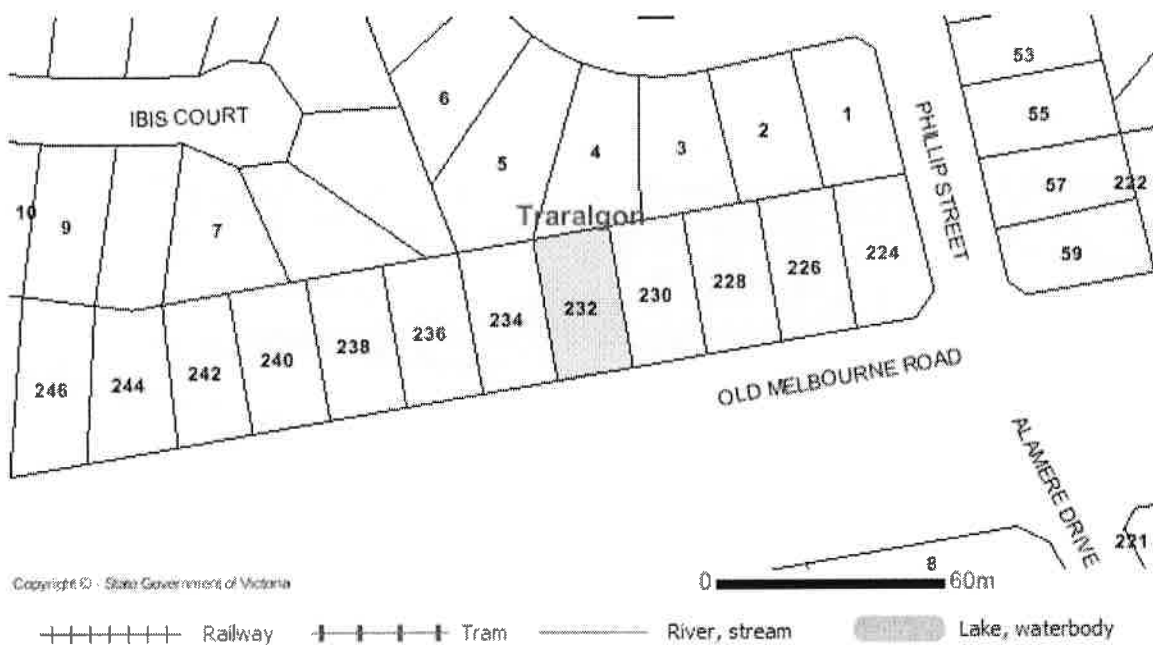 53
6
IBIS COURT
1
55
2
5
4
3
PHILLIP STREET
57
222
10
9
7
Traralgon
224
59
226
228
230
232
234
236
238
240
242
244
246
OLD MELBOURNE ROAD
ALAMERE DRIVE
221
8
Copyright © - State Government of Victoria
0
60m
Railway
Tram
River, stream
Lake, waterbody